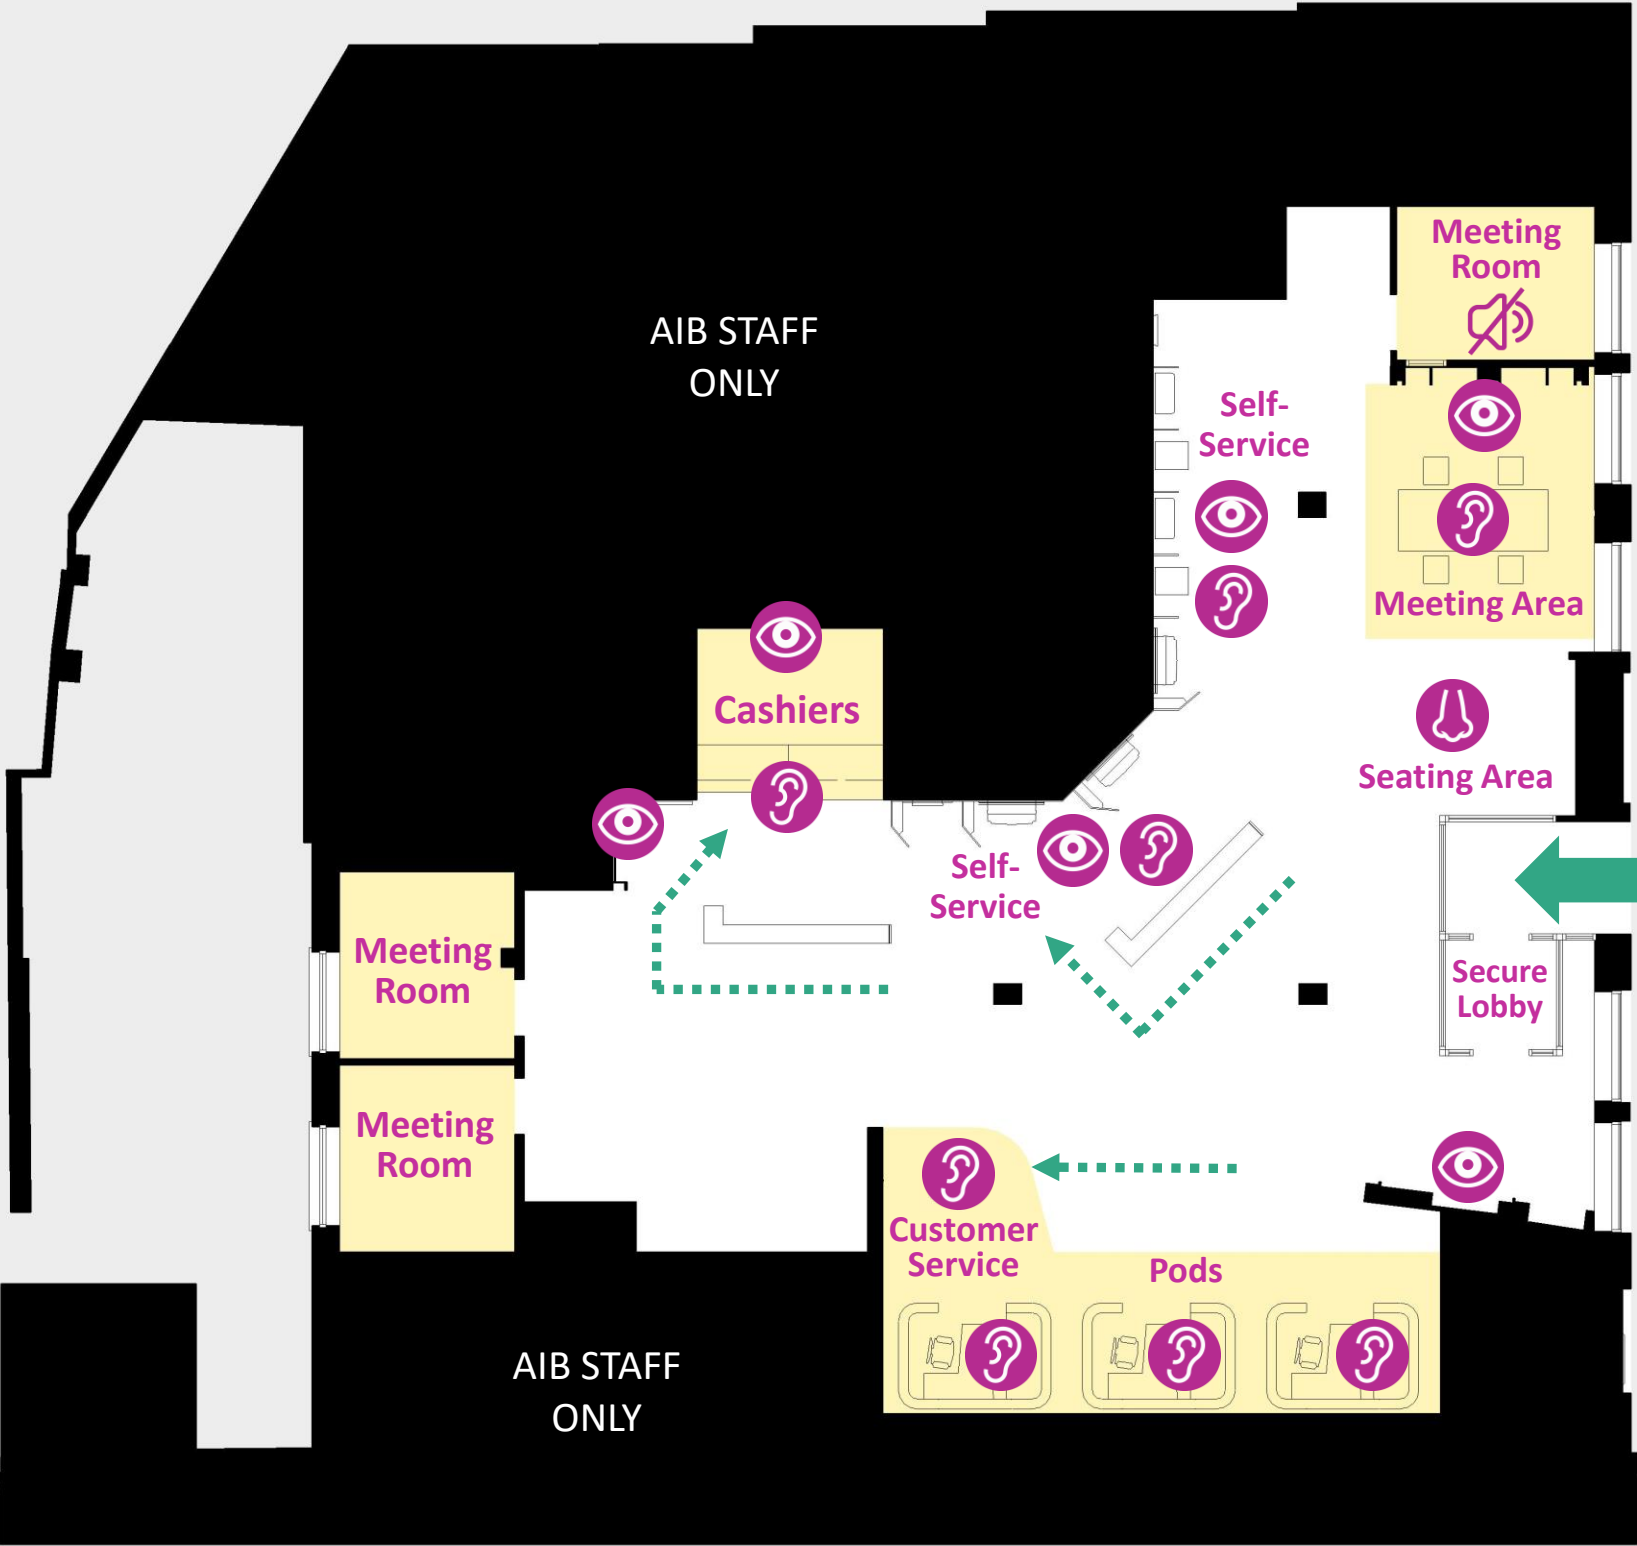 Meeting
Room
AIB STAFF
ONLY
Self-
Service
Meeting Area
Cashiers
Seating Area
Self-
Service
Meeting
Room
Secure
Lobby
Meeting
Room
Customer
Service
Pods
AIB STAFF
ONLY